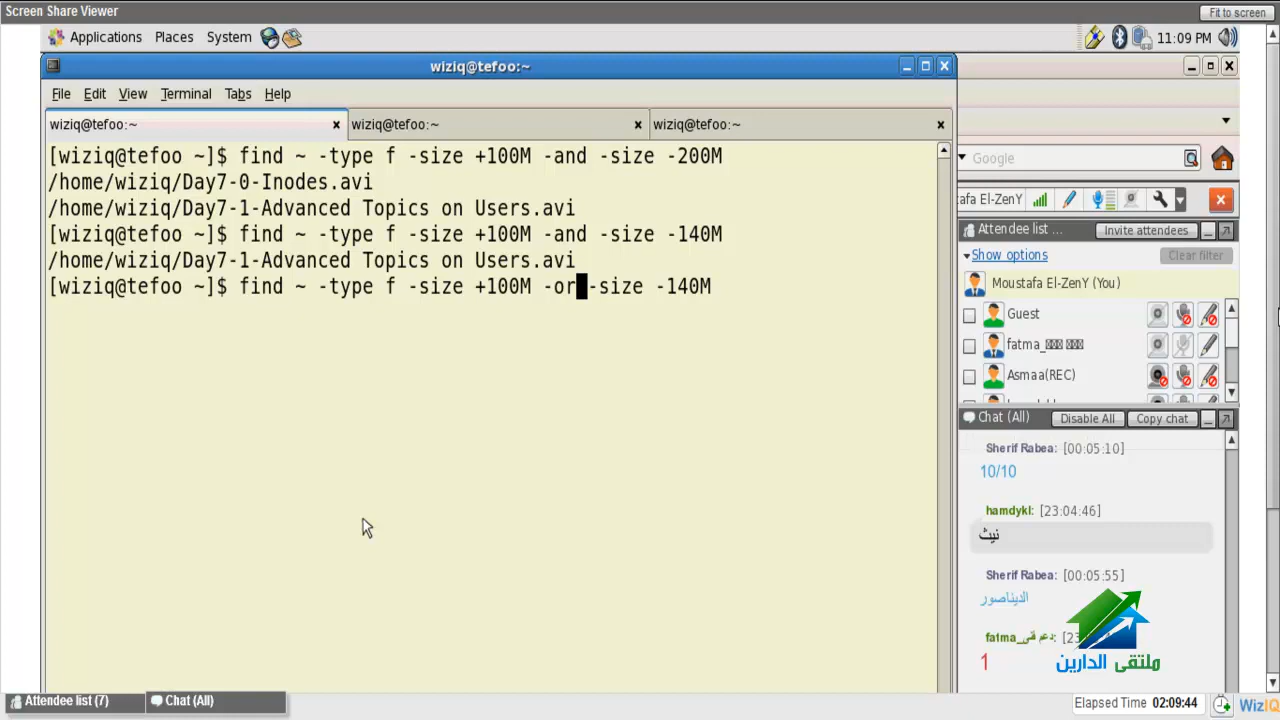 Screen Share Viewer
Fit to screen
Applications Places System
11:09 PM
wiziq@tefoo:~
File Edit View Terminal Tabs Help
wiziq@tefoo:~ x wiziq@tefoo:~ x wiziq@tefoo:~ x
[wiziq@tefoo ~]$ find ~ -type f -size +100M -and -size -200M
/home/wiziq/Day7-0-Inodes.avi
/home/wiziq/Day7-1-Advanced Topics on Users.avi
[wiziq@tefoo ~]$ find ~ -type f -size +100M -and -size -140M
/home/wiziq/Day7-1-Advanced Topics on Users.avi
[wiziq@tefoo ~]$ find ~ -type f -size +100M -or -size -140M
Google
afa El-ZenY
Attendee list ...
Invite attendees
Show options
Clear filter
Moustafa El-ZenY (You)
Guest
fatma_
Asmaa(REC)
Chat (All)
Disable All
Copy chat
Sherif Rabea: [00:05:10]
10/10
hamdykl: [23:04:46]
Sherif Rabea: [00:05:55]
الديناصور
fatma_دعم فى:
1
ملتقى الدارين
Attendee list (7)
Chat (All)
Elapsed Time 02:09:44
WizIQ